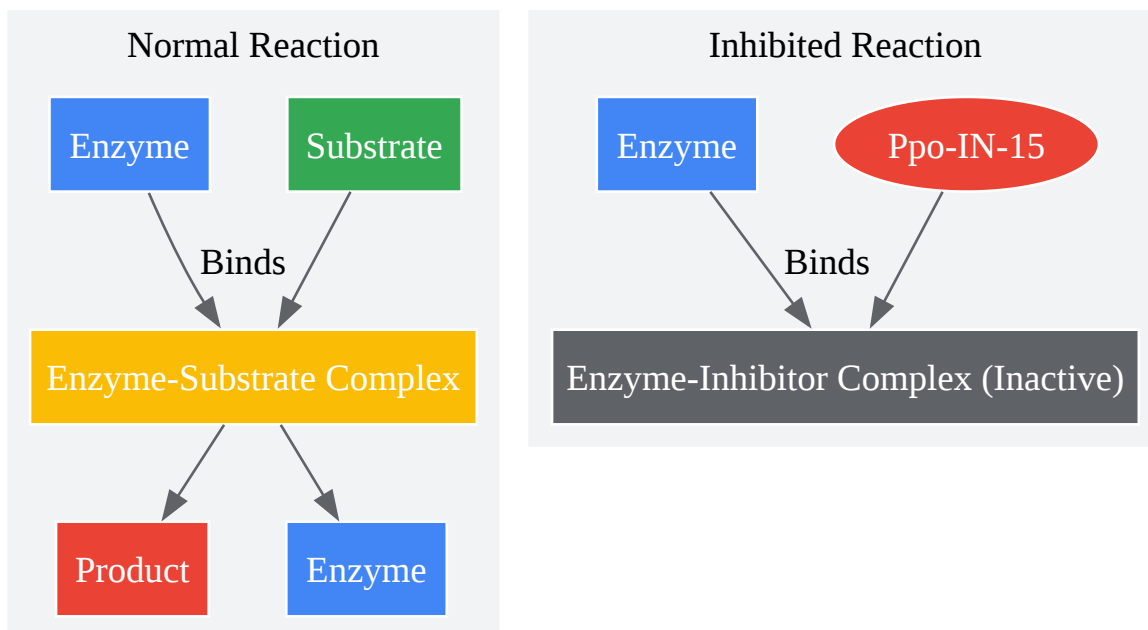 Normal Reaction
Enzyme
Substrate
Binds
Enzyme-Substrate Complex
Product
Enzyme
Inhibited Reaction
Enzyme
Ppo-IN-15
Binds
Enzyme-Inhibitor Complex (Inactive)